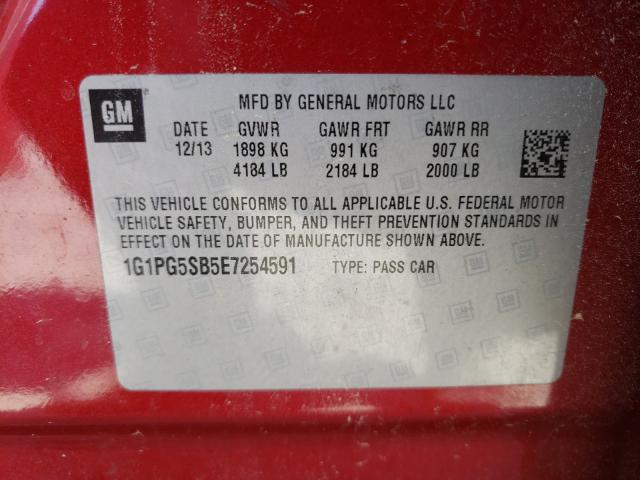 GM
MFD BY GENERAL MOTORS LLC
DATE GVWR GAWR FRT GAWR RR
12/13 1898 KG 991 KG 907 KG
4184 LB 2184 LB 2000 LB
THIS VEHICLE CONFORMS TO ALL APPLICABLE U.S. FEDERAL MOTOR
VEHICLE SAFETY, BUMPER, AND THEFT PREVENTION STANDARDS IN
EFFECT ON THE DATE OF MANUFACTURE SHOWN ABOVE.
1G1PG5SB5E7254591 TYPE: PASS CAR